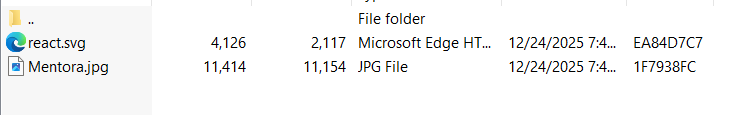 .. File folder
react.svg 4,126 2,117 Microsoft Edge HT... 12/24/2025 7:4... EA84D7C7
Mentora.jpg 11,414 11,154 JPG File 12/24/2025 7:4... 1F7938FC